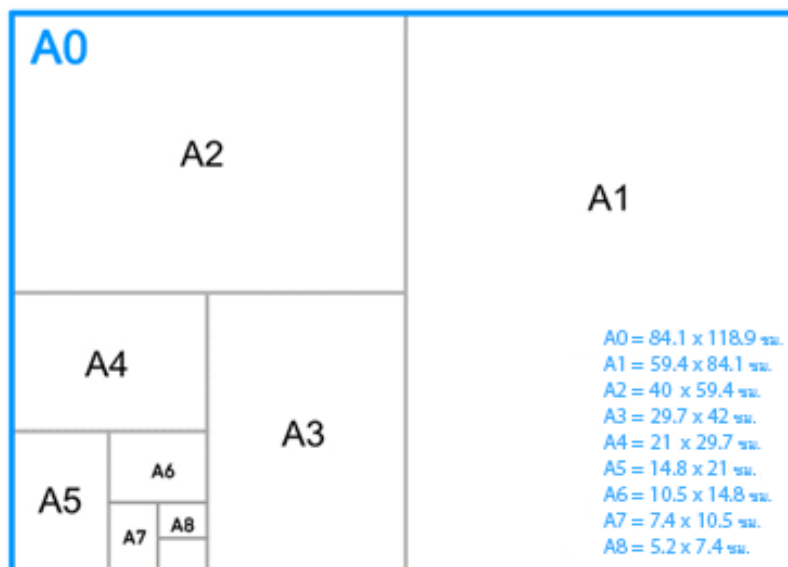 A0
A2
A1
A4
A3
A5
A6
A7
A8
A0 = 84.1 x 118.9 ซม.
A1 = 59.4 x 84.1 ซม.
A2 = 40 x 59.4 ซม.
A3 = 29.7 x 42 ซม.
A4 = 21 x 29.7 ซม.
A5 = 14.8 x 21 ซม.
A6 = 10.5 x 14.8 ซม.
A7 = 7.4 x 10.5 ซม.
A8 = 5.2 x 7.4 ซม.